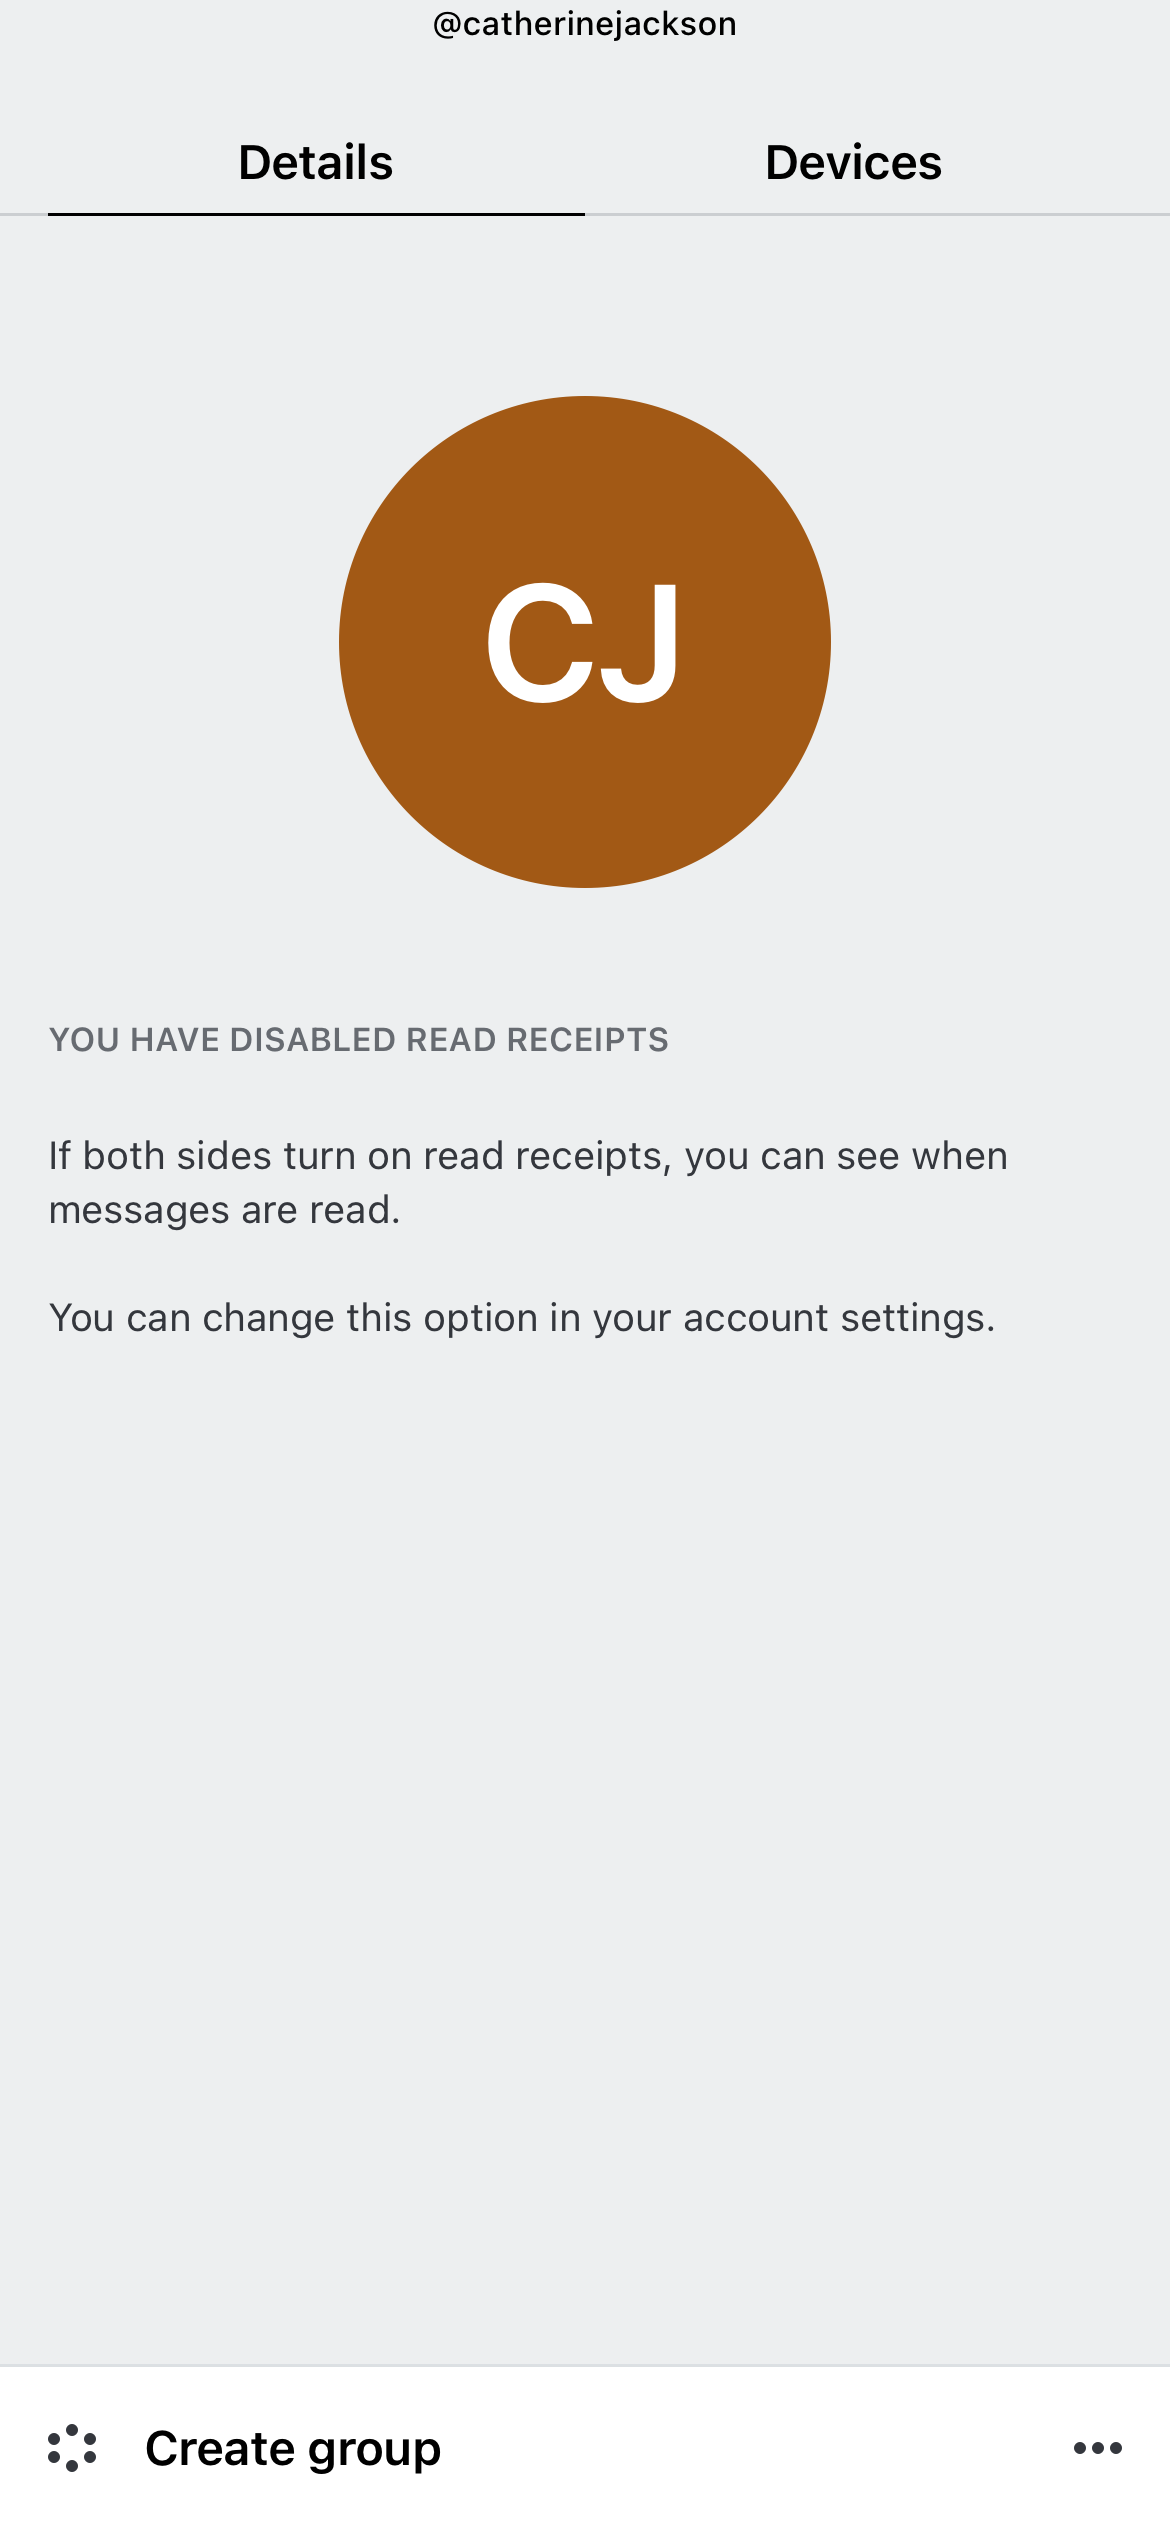 @catherinejackson
Details
Devices
CJ
YOU HAVE DISABLED READ RECEIPTS
If both sides turn on read receipts, you can see when
messages are read.
You can change this option in your account settings.
Create group